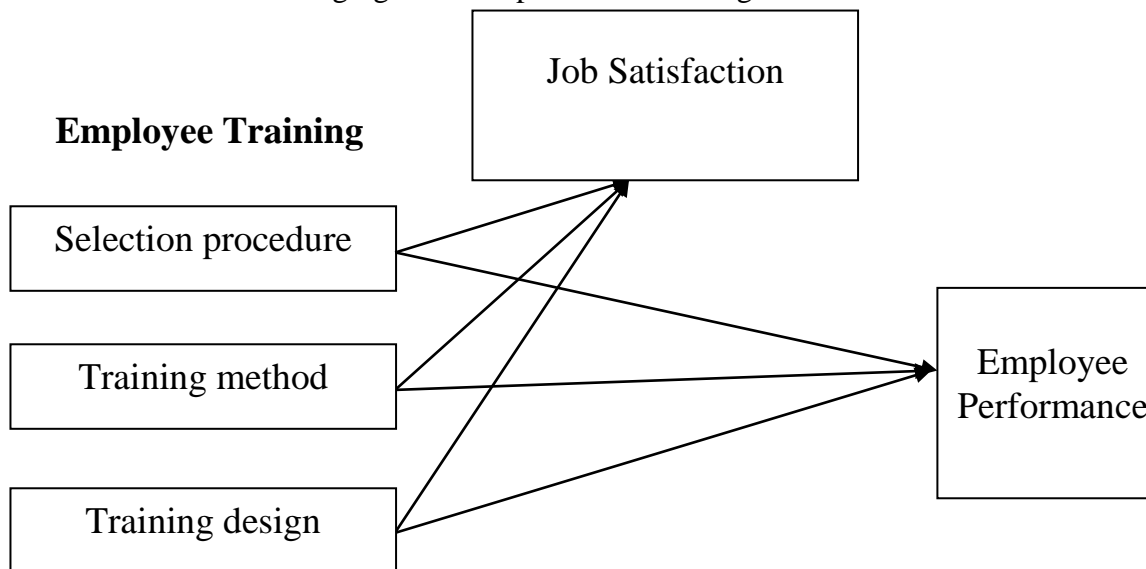 Job Satisfaction
Employee Training
Selection procedure
Training method
Employee
Performance
Training design